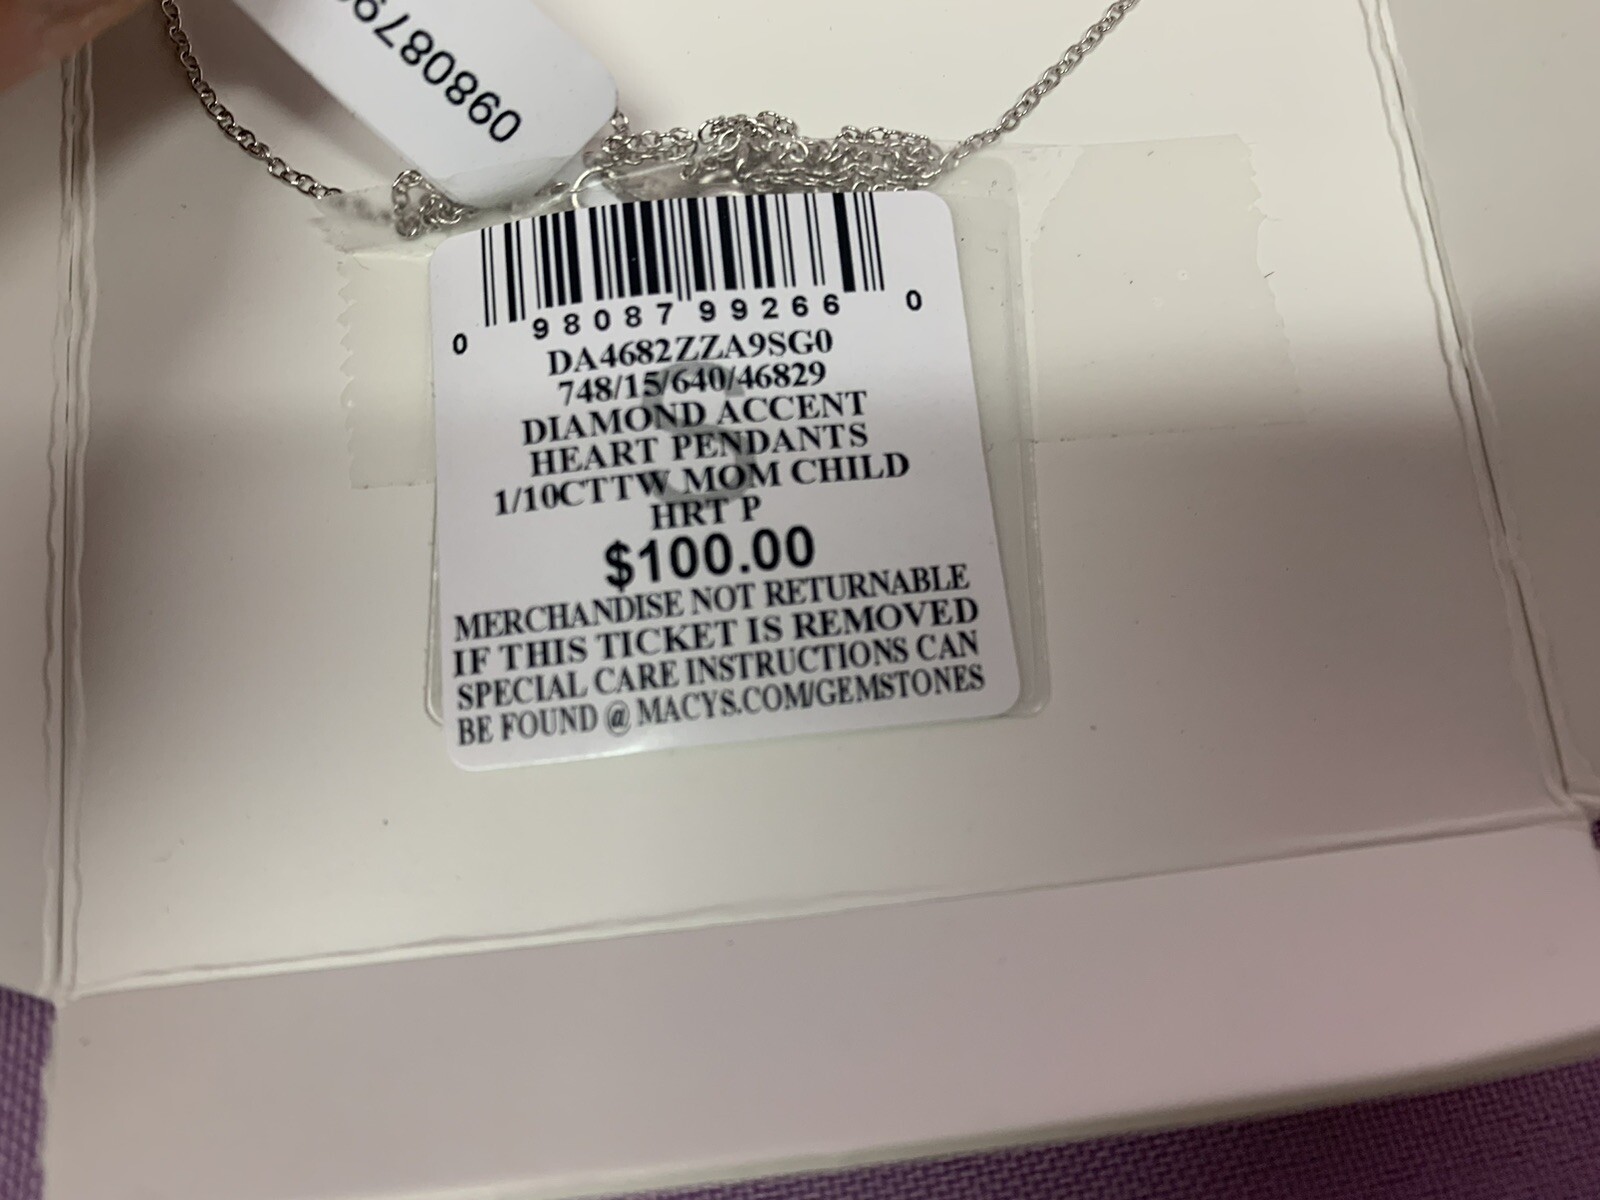 0980879
0 98087 99266 0
DA4682ZZA9SG0
748/15/640/46829
DIAMOND ACCENT
HEART PENDANTS
1/10CTTW MOM CHILD
HRT P
S
$100.00
MERCHANDISE NOT RETURNABLE
IF THIS TICKET IS REMOVED
SPECIAL CARE INSTRUCTIONS CAN
BE FOUND @ MACYS.COM/GEMSTONES